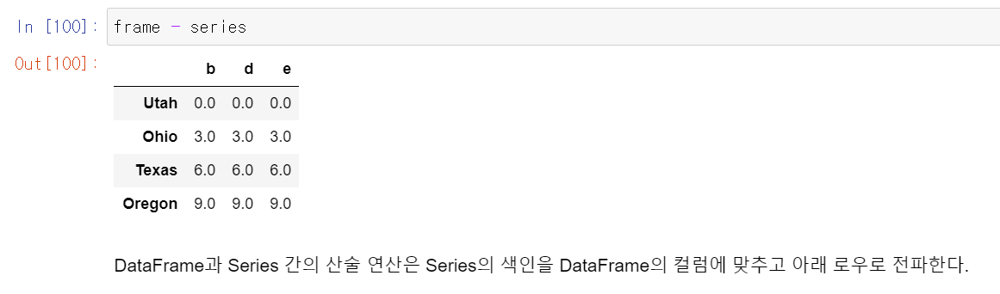 In [100]: frame - series
Out[100]:
b d e
Utah 0.0 0.0 0.0
Ohio 3.0 3.0 3.0
Texas 6.0 6.0 6.0
Oregon 9.0 9.0 9.0
DataFrame과 Series 간의 산술 연산은 Series의 색인을 DataFrame의 컬럼에 맞추고 아래 로우로 전파한다.